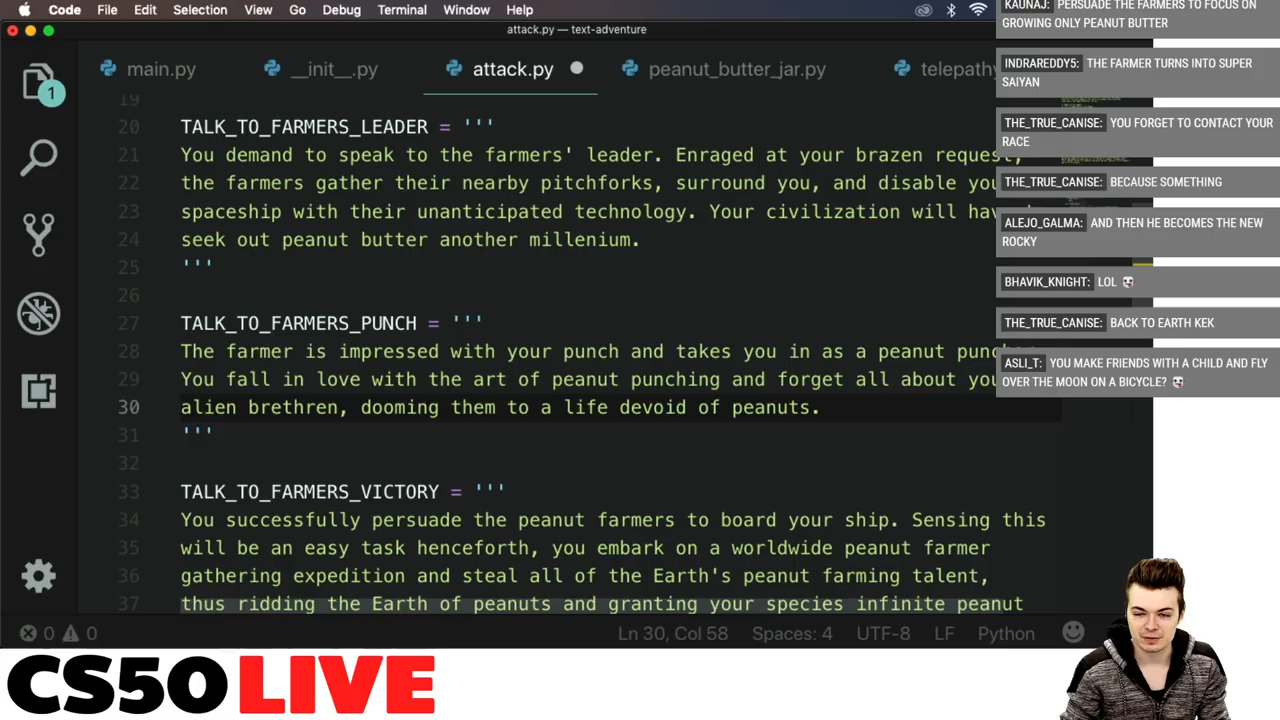 Code File Edit Selection View Go Debug Terminal Window Help
attack.py — text-adventure
main.py __init__.py attack.py peanut_butter_jar.py telepathy
1
19
20 TALK_TO_FARMERS_LEADER = '''
21 You demand to speak to the farmers' leader. Enraged at your brazen request,
22 the farmers gather their nearby pitchforks, surround you, and disable
23 spaceship with their unanticipated technology. Your civilization will
24 seek out peanut butter another millenium.
25 '''
26
27 TALK_TO_FARMERS_PUNCH = '''
28 The farmer is impressed with your punch and takes you in as a peanut
29 You fall in love with the art of peanut punching and forget all about
30 alien brethren, dooming them to a life devoid of peanuts.
31 '''
32
33 TALK_TO_FARMERS_VICTORY = '''
34 You successfully persuade the peanut farmers to board your ship. Sensing this
35 will be an easy task henceforth, you embark on a worldwide peanut farmer
36 gathering expedition and steal all of the Earth's peanut farming talent,
37 thus ridding the Earth of peanuts and granting your species infinite peanut
0 0 Ln 30, Col 58 Spaces: 4 UTF-8 LF Python
KAUNAJ: PERSUADE THE FARMERS TO FOCUS ON
GROWING ONLY PEANUT BUTTER
INDRAREDDY5: THE FARMER TURNS INTO SUPER
SAIYAN
THE_TRUE_CANISE: YOU FORGET TO CONTACT YOUR
RACE
THE_TRUE_CANISE: BECAUSE SOMETHING
ALEJO_GALMA: AND THEN HE BECOMES THE NEW
ROCKY
BHAVIK_KNIGHT: LOL
THE_TRUE_CANISE: BACK TO EARTH KEK
ASLI_T: YOU MAKE FRIENDS WITH A CHILD AND FLY
OVER THE MOON ON A BICYCLE?
CS50 LIVE